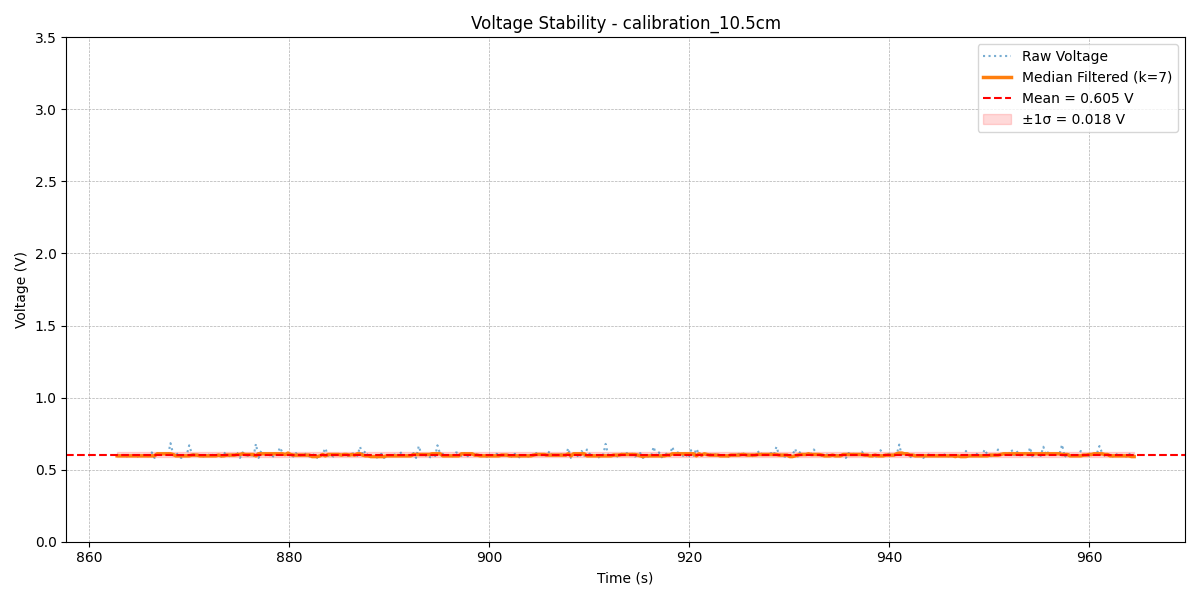 Voltage Stability - calibration_10.5cm
Raw Voltage
Median Filtered (k=7)
Mean = 0.605 V
±1σ = 0.018 V
Voltage (V)
3.5
3.0
2.5
2.0
1.5
1.0
0.5
0.0
860 880 900 920 940 960
Time (s)